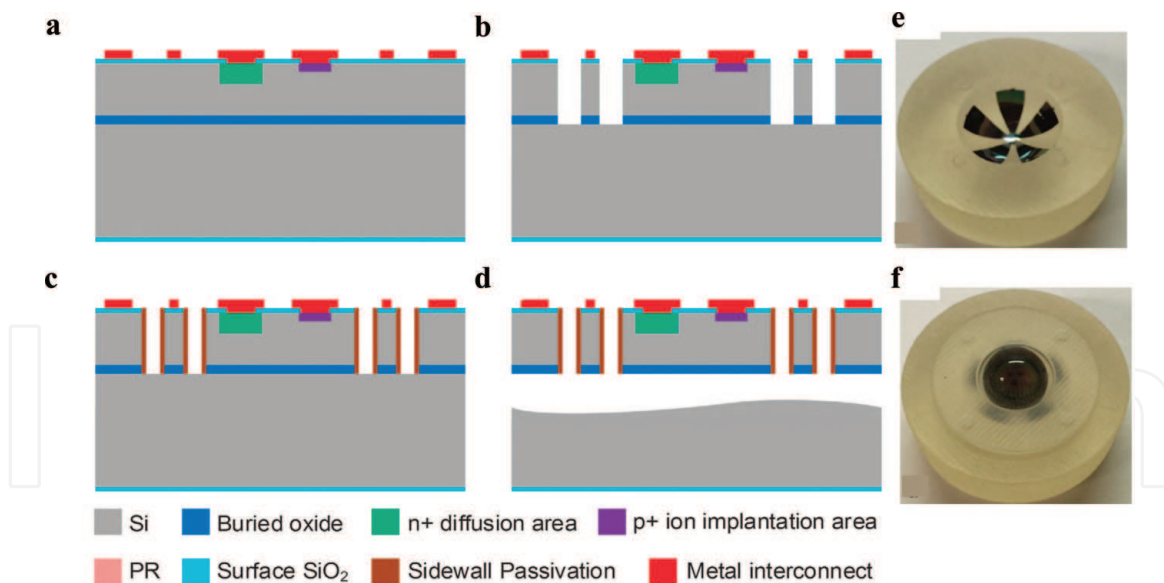 a
b
e
c
d
f
Si
Buried oxide
n+ diffusion area
p+ ion implantation area
PR
Surface SiO₂
Sidewall Passivation
Metal interconnect